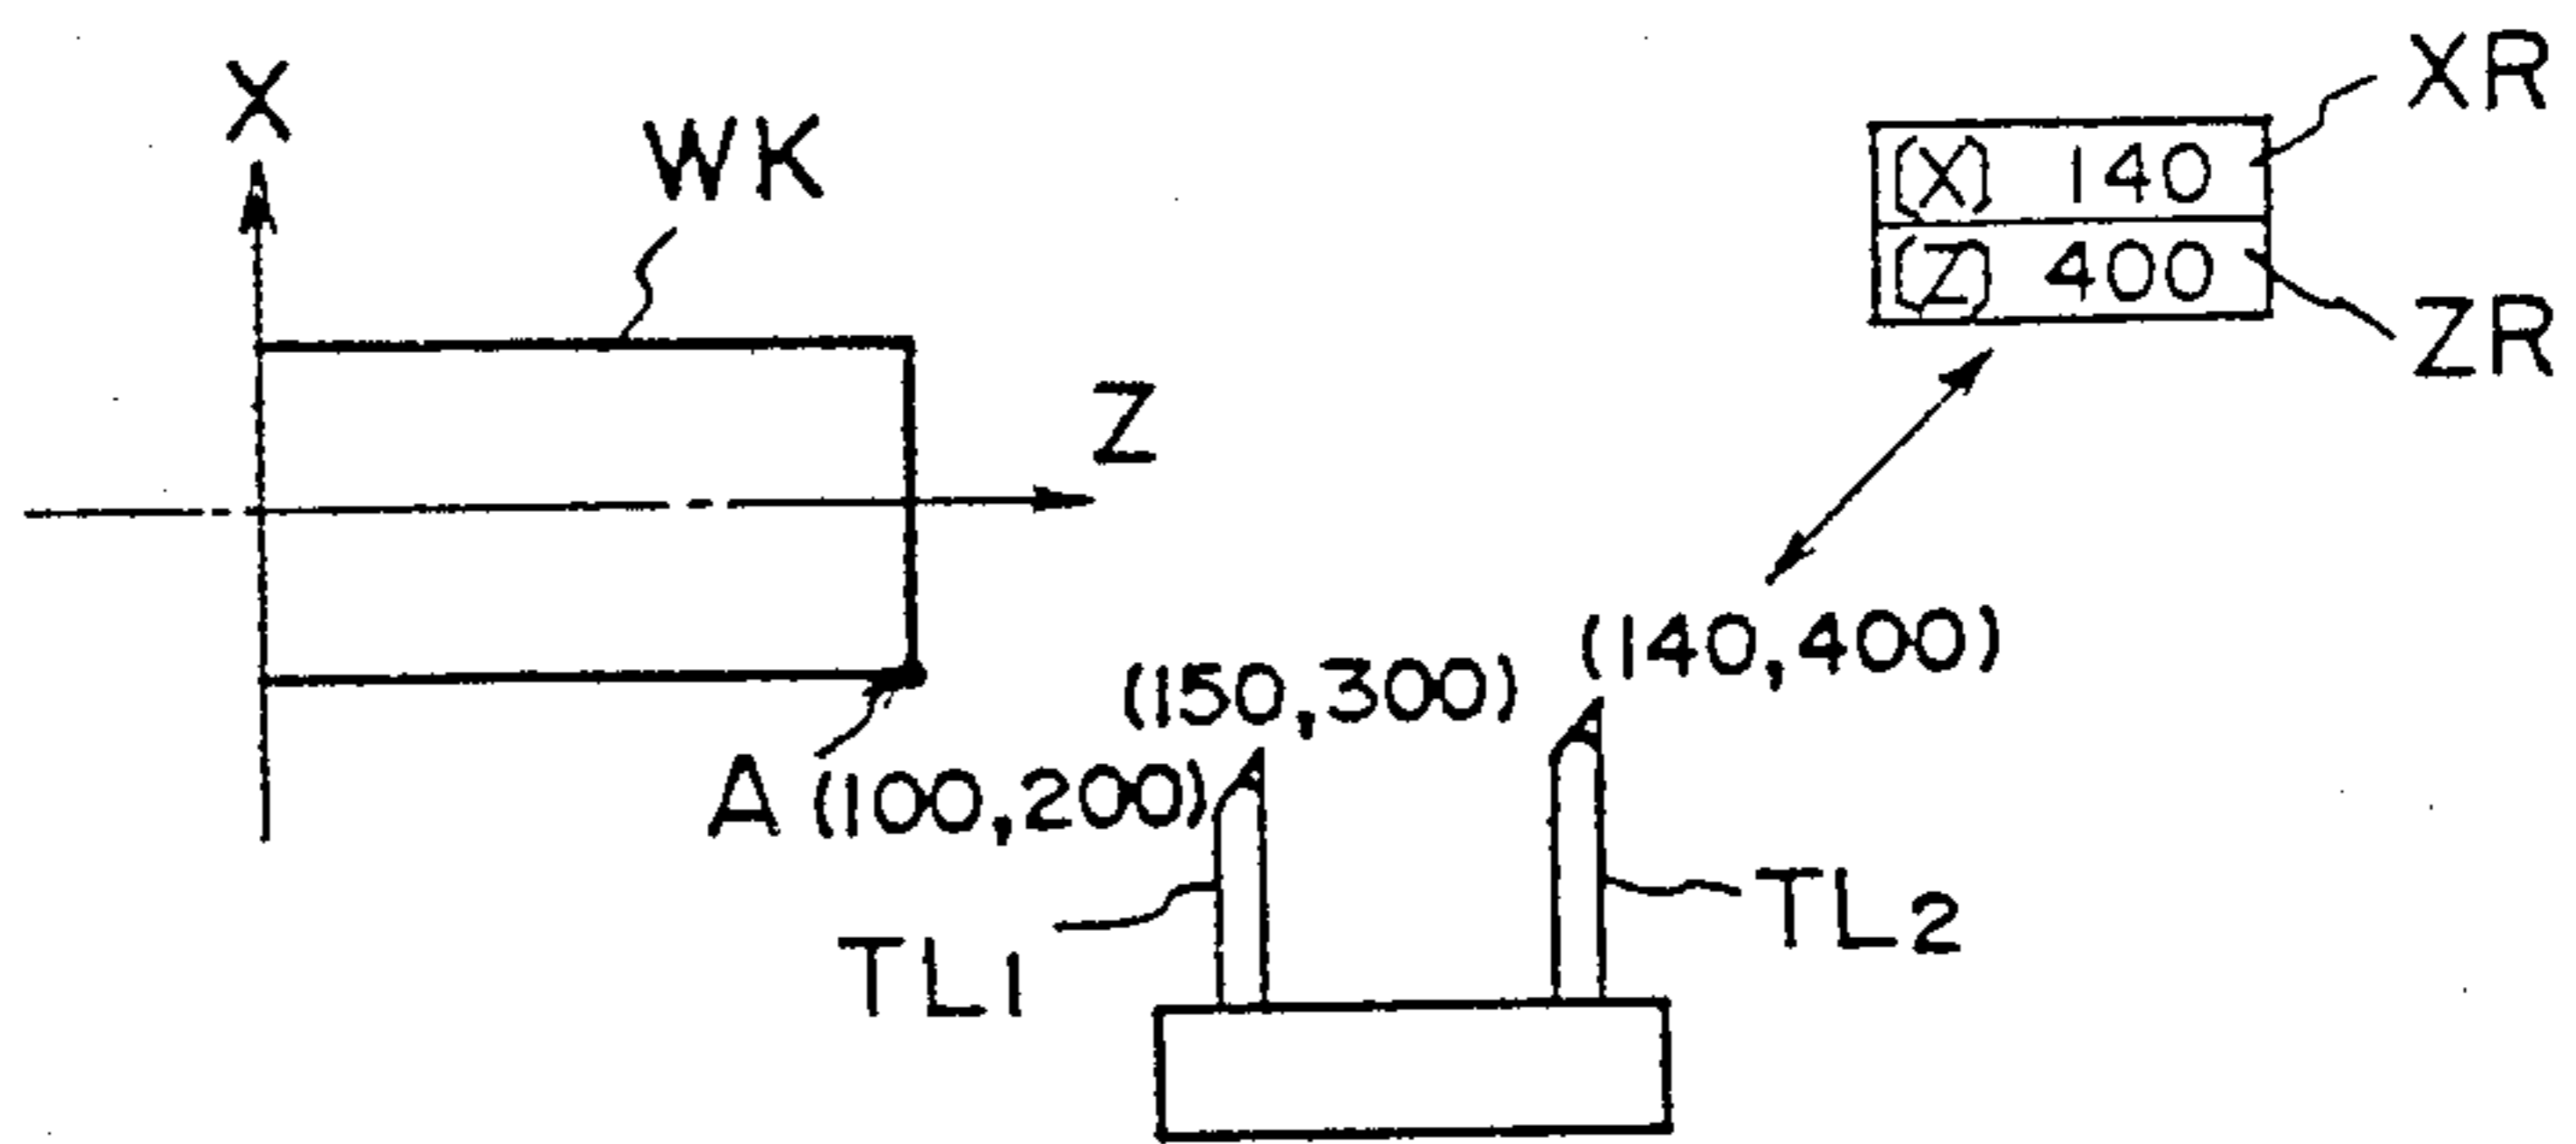 X
WK
XR
(X) 140
(Z) 400
ZR
Z
(140,400)
(150,300)
A (100,200)
TL1
TL2